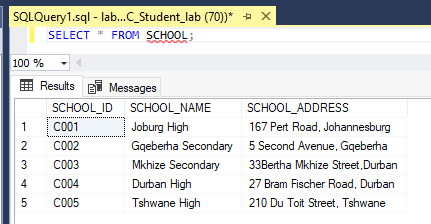 SQLQuery1.sql - lab...C_Student_lab (70))*
SELECT * FROM SCHOOL;
100 %
Results Messages
SCHOOL_ID SCHOOL_NAME SCHOOL_ADDRESS
1 C001 Joburg High 167 Pert Road, Johannesburg
2 C002 Gqeberha Secondary 5 Second Avenue, Gqeberha
3 C003 Mkhize Secondary 33Bertha Mkhize Street,Durban
4 C004 Durban High 27 Bram Fischer Road, Durban
5 C005 Tshwane High 210 Du Toit Street, Tshwane